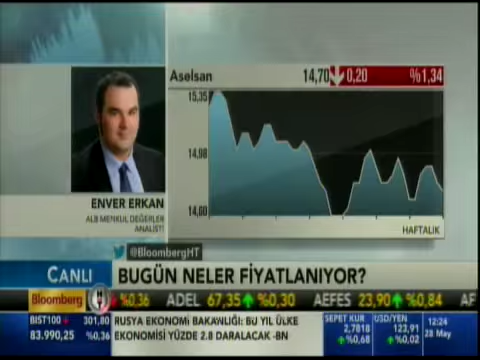 Aselsan 14,70 0,20 %1,34
15,35
14,98
14,60
HAFTALIK
ENVER ERKAN
ALB MENKUL DEĞERLER
ANALİSTİ
@BloombergHT
CANLI BUGÜN NELER FİYATLANIYOR?
Bloomberg %0,36 ADEL 67,35 %0,30 AEFES 23,90 %0,84 ASELS
BIST100 301,80
83.990,25 %0,36
RUSYA EKONOMİ BAKANLIĞI: BU YIL ÜLKE
EKONOMİSİ YÜZDE 2.8 DARALACAK -BN
SEPET KUR
2,7818
%0,68
USD/YEN
123,91
%0,02
12:24
28 May